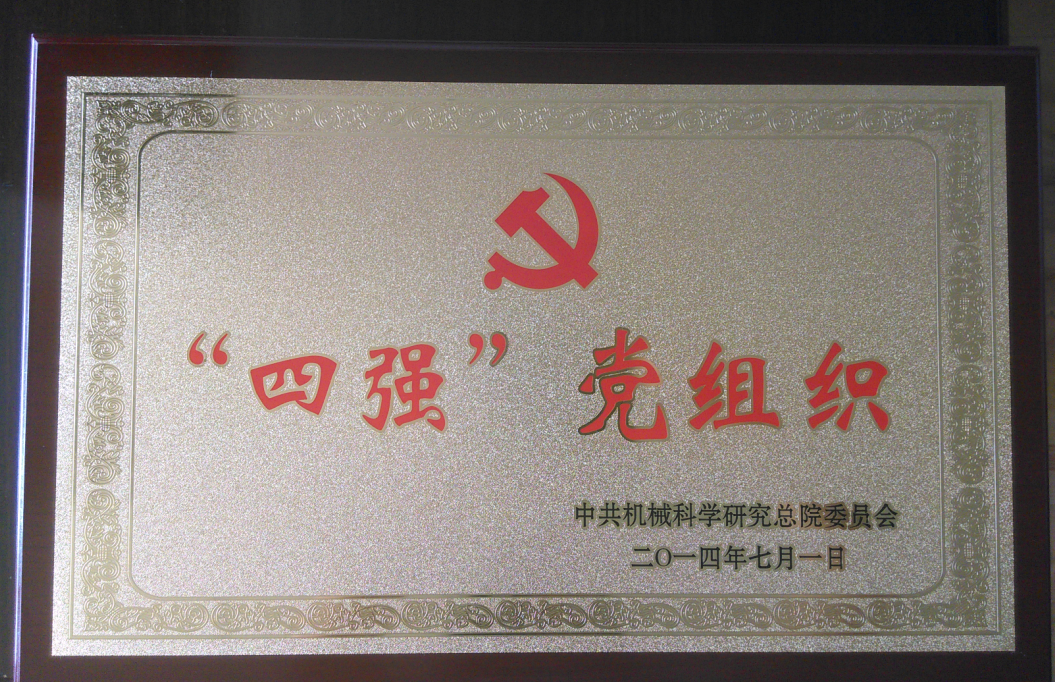 “四强” 党组织
中共机械科学研究总院委员会
二〇一四年七月一日